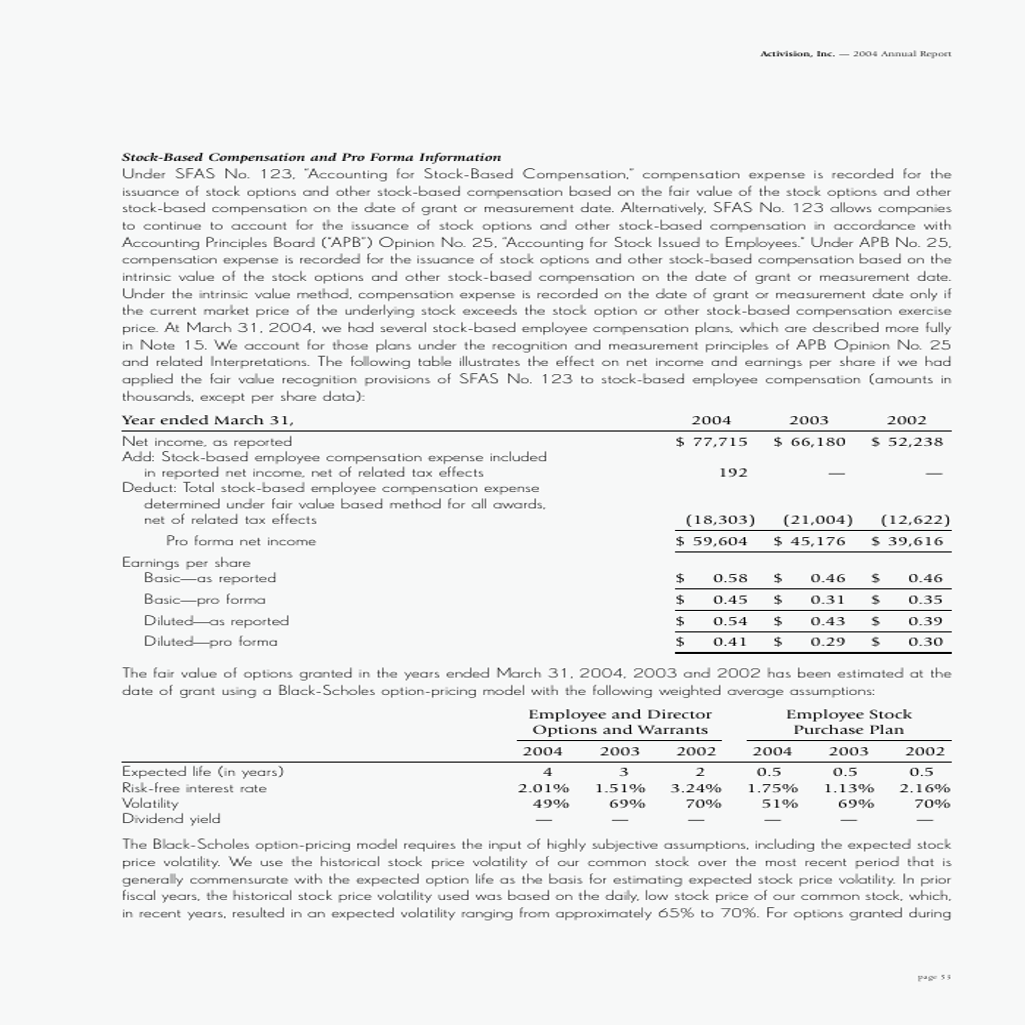 Activision, Inc. — 2004 Annual Report
Stock-Based Compensation and Pro Forma Information
Under SFAS No. 123, "Accounting for Stock-Based Compensation," compensation expense is recorded for the
issuance of stock options and other stock-based compensation based on the fair value of the stock options and other
stock-based compensation on the date of grant or measurement date. Alternatively, SFAS No. 123 allows companies
to continue to account for the issuance of stock options and other stock-based compensation in accordance with
Accounting Principles Board ("APB") Opinion No. 25, "Accounting for Stock Issued to Employees." Under APB No. 25,
compensation expense is recorded for the issuance of stock options and other stock-based compensation based on the
intrinsic value of the stock options and other stock-based compensation on the date of grant or measurement date.
Under the intrinsic value method, compensation expense is recorded on the date of grant or measurement date only if
the current market price of the underlying stock exceeds the stock option or other stock-based compensation exercise
price. At March 31, 2004, we had several stock-based employee compensation plans, which are described more fully
in Note 15. We account for those plans under the recognition and measurement principles of APB Opinion No. 25
and related Interpretations. The following table illustrates the effect on net income and earnings per share if we had
applied the fair value recognition provisions of SFAS No. 123 to stock-based employee compensation (amounts in
thousands, except per share data):
Year ended March 31, 2004 2003 2002
Net income, as reported $ 77,715 $ 66,180 $ 52,238
Add: Stock-based employee compensation expense included
in reported net income, net of related tax effects 192 — —
Deduct: Total stock-based employee compensation expense
determined under fair value based method for all awards,
net of related tax effects (18,303) (21,004) (12,622)
Pro forma net income $ 59,604 $ 45,176 $ 39,616
Earnings per share
Basic—as reported $ 0.58 $ 0.46 $ 0.46
Basic—pro forma $ 0.45 $ 0.31 $ 0.35
Diluted—as reported $ 0.54 $ 0.43 $ 0.39
Diluted—pro forma $ 0.41 $ 0.29 $ 0.30
The fair value of options granted in the years ended March 31, 2004, 2003 and 2002 has been estimated at the
date of grant using a Black-Scholes option-pricing model with the following weighted average assumptions:
Employee and Director Employee Stock
Options and Warrants Purchase Plan
2004 2003 2002 2004 2003 2002
Expected life (in years) 4 3 2 0.5 0.5 0.5
Risk-free interest rate 2.01% 1.51% 3.24% 1.75% 1.13% 2.16%
Volatility 49% 69% 70% 51% 69% 70%
Dividend yield — — — — — —
The Black-Scholes option-pricing model requires the input of highly subjective assumptions, including the expected stock
price volatility. We use the historical stock price volatility of our common stock over the most recent period that is
generally commensurate with the expected option life as the basis for estimating expected stock price volatility. In prior
fiscal years, the historical stock price volatility used was based on the daily, low stock price of our common stock, which,
in recent years, resulted in an expected volatility ranging from approximately 65% to 70%. For options granted during
page 53